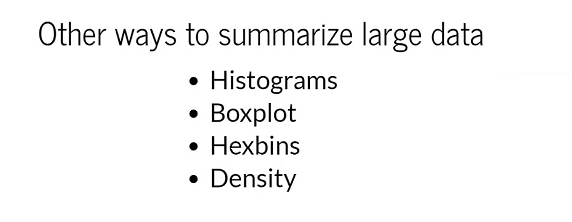 Other ways to summarize large data
• Histograms
• Boxplot
• Hexbins
• Density